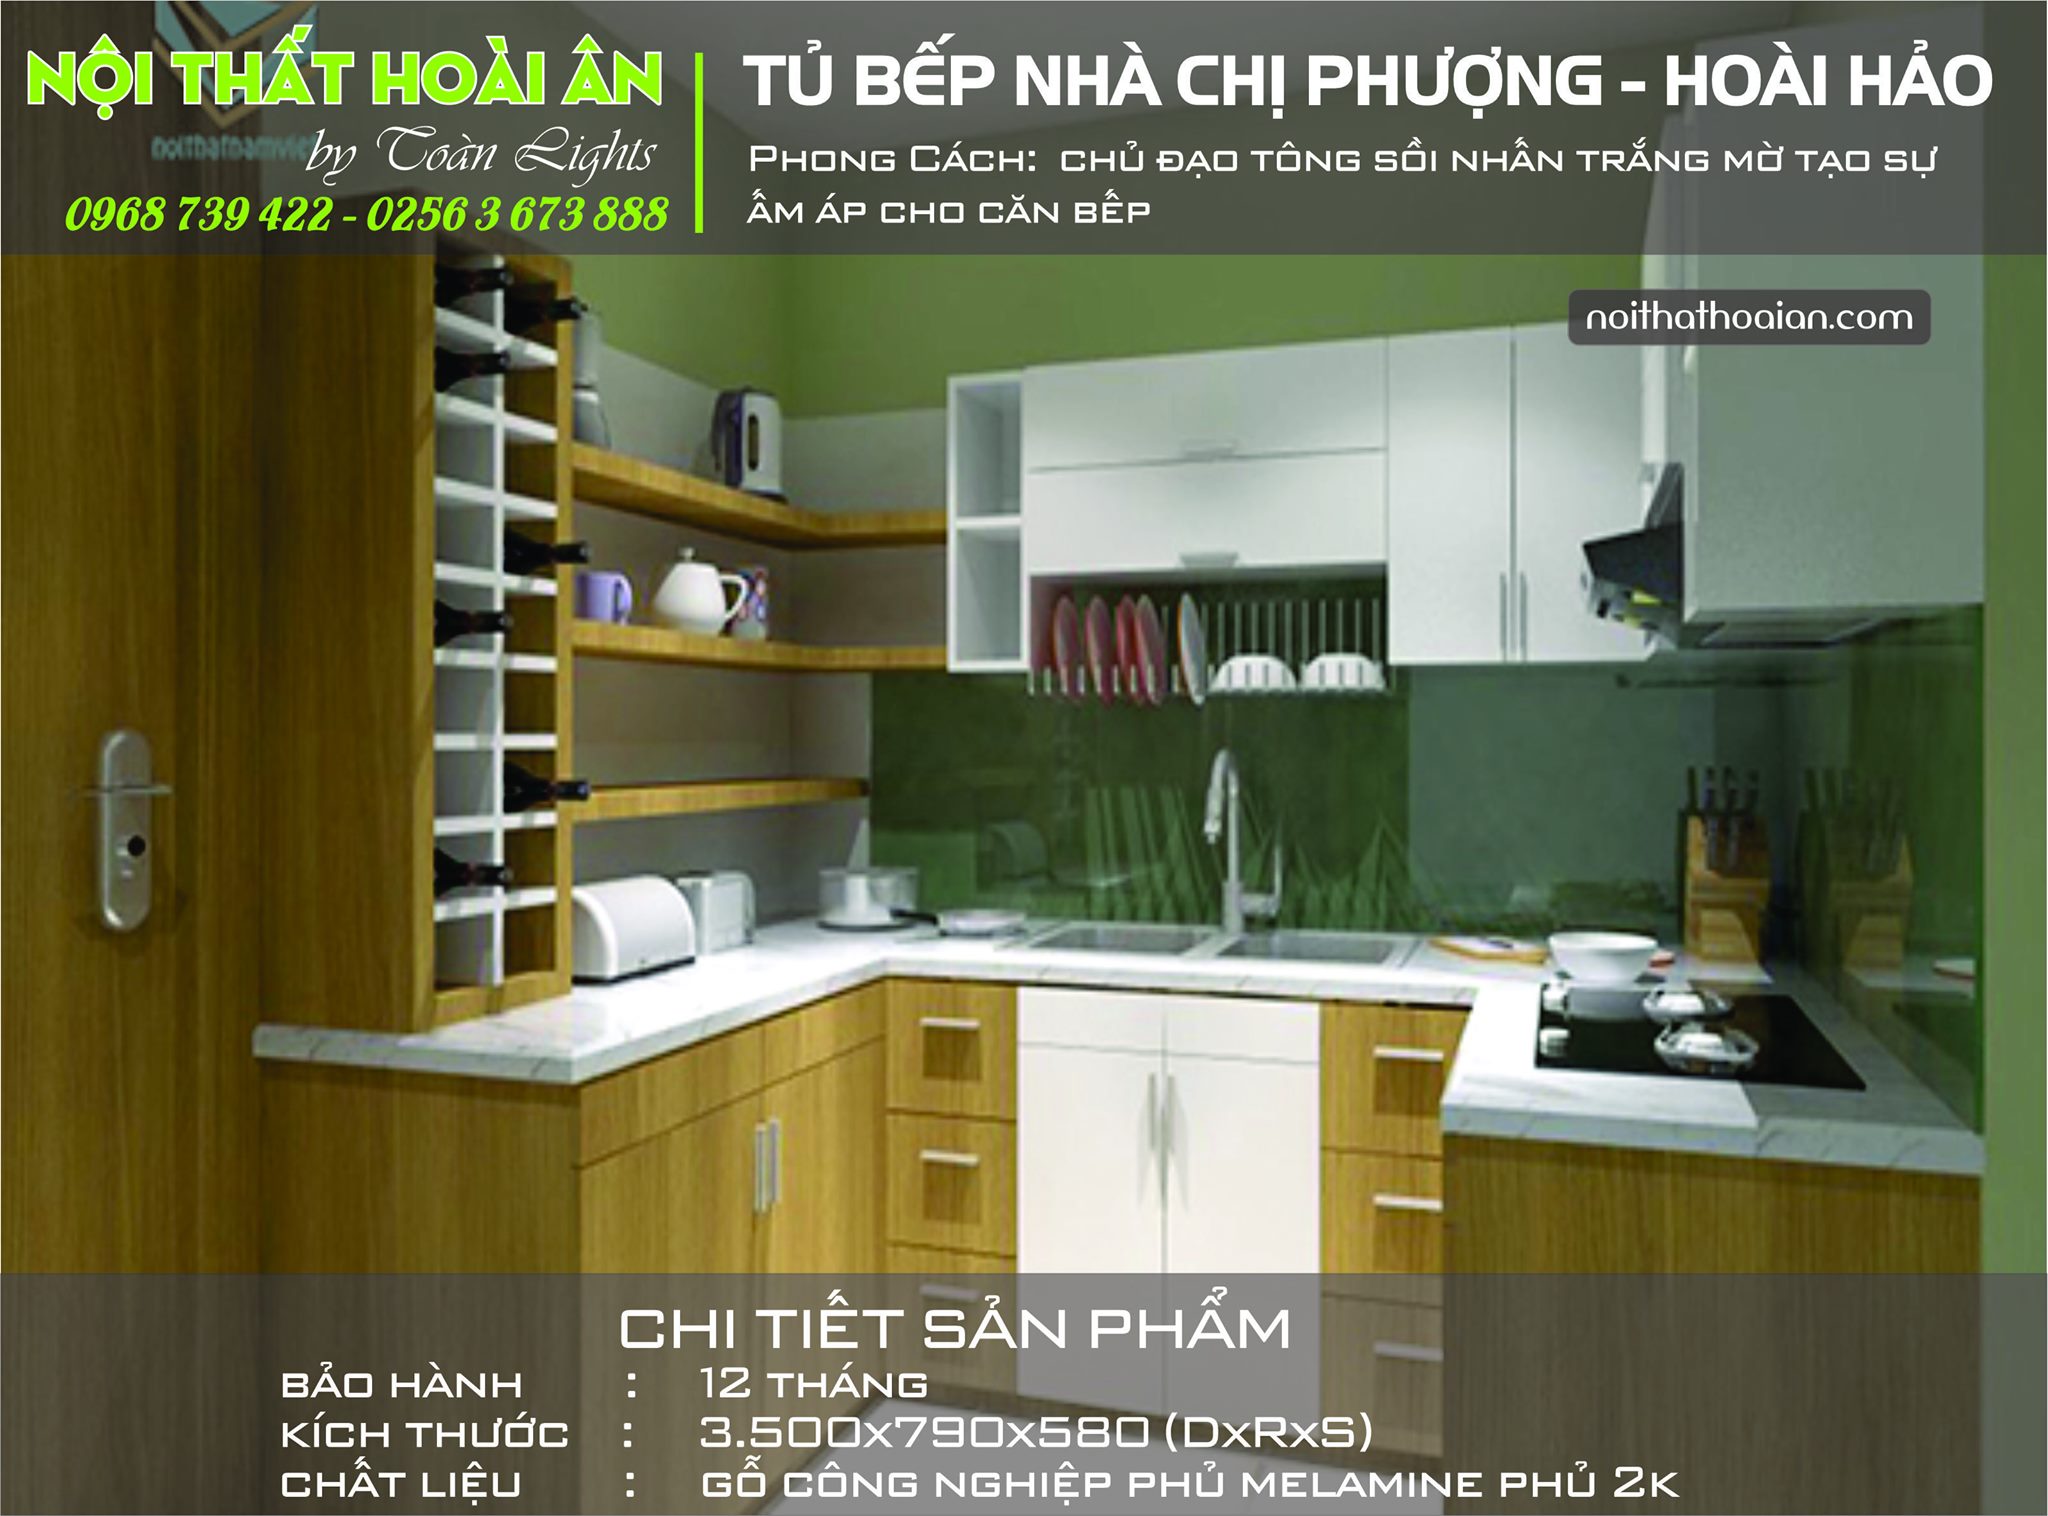 NỘI THẤT HOÀI ÂN
by Toàn Lights
0968 739 422 - 0256 3 673 888
TỦ BẾP NHÀ CHỊ PHƯỢNG - HOÀI HẢO
PHONG CÁCH: CHỦ ĐẠO TÔNG SỒI NHẤN TRẮNG MỜ TẠO SỰ
ẤM ÁP CHO CĂN BẾP
noithathoaian.com
CHI TIẾT SẢN PHẨM
BẢO HÀNH : 12 THÁNG
KÍCH THƯỚC : 3.500x790x580 (DxRxS)
CHẤT LIỆU : GỖ CÔNG NGHIỆP PHỦ MELAMINE PHỦ 2K